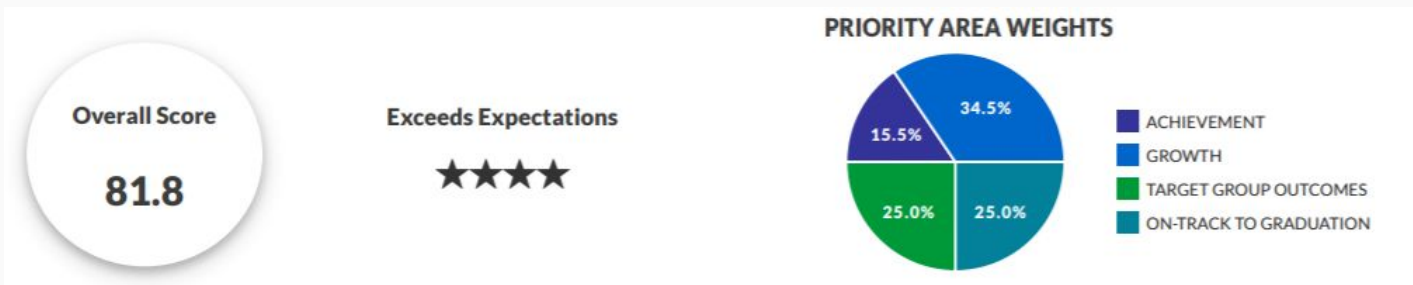 Overall Score
81.8
Exceeds Expectations
★★★★
PRIORITY AREA WEIGHTS
34.5%
15.5%
25.0%
25.0%
ACHIEVEMENT
GROWTH
TARGET GROUP OUTCOMES
ON-TRACK TO GRADUATION